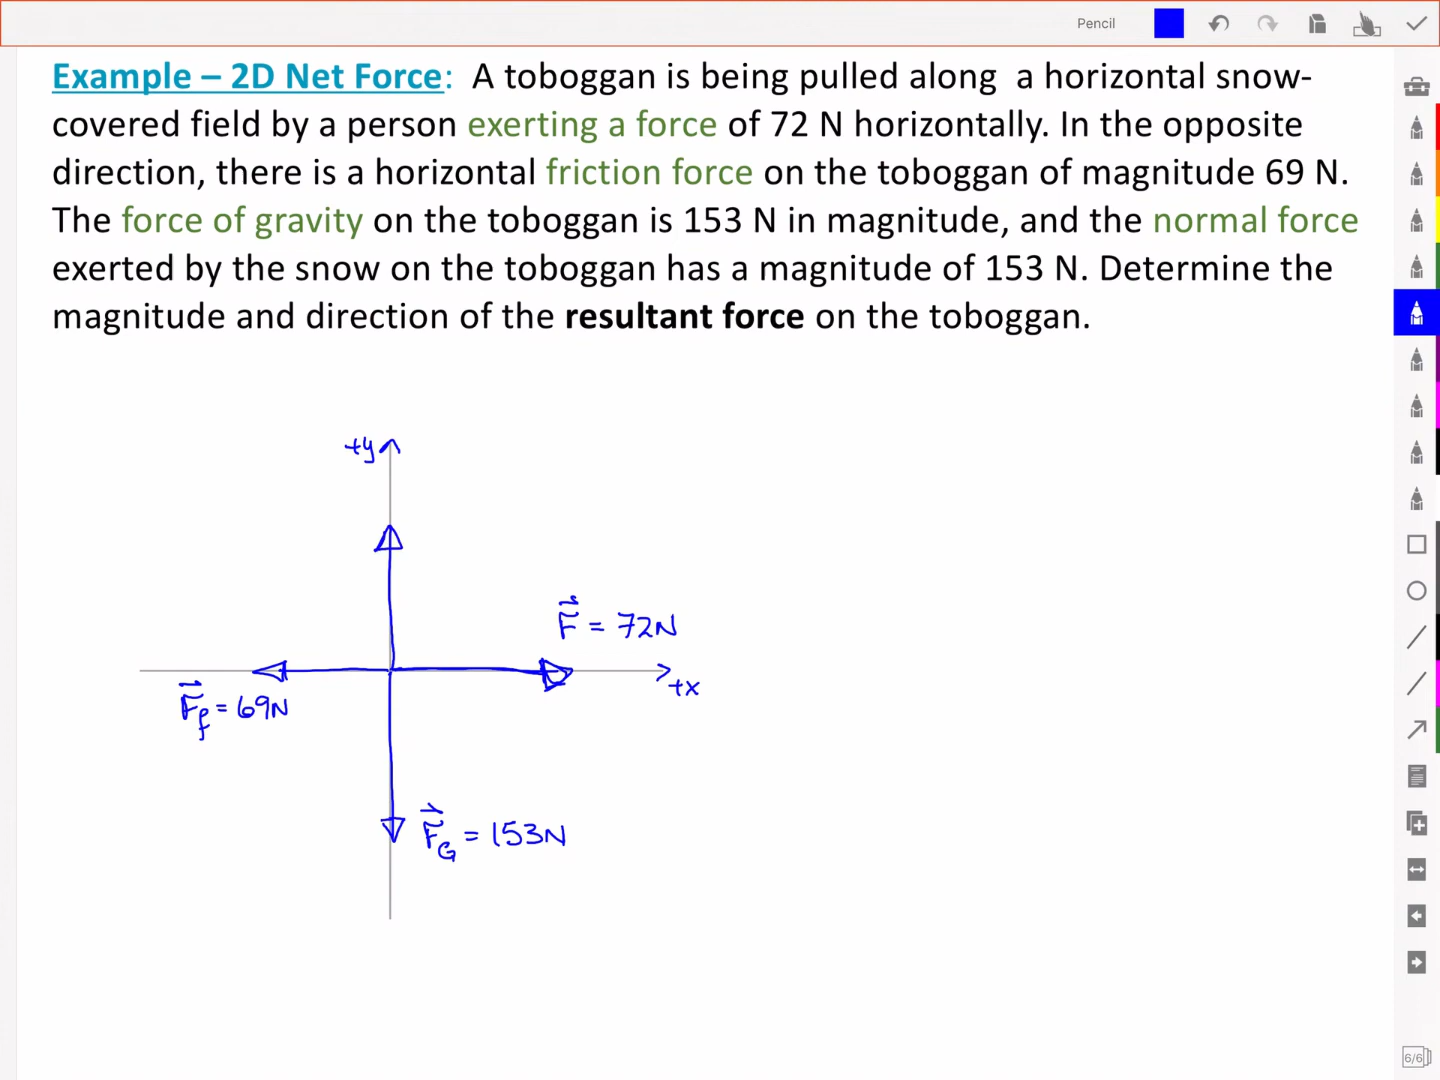 Pencil
Example – 2D Net Force: A toboggan is being pulled along a horizontal snow-
covered field by a person exerting a force of 72 N horizontally. In the opposite
direction, there is a horizontal friction force on the toboggan of magnitude 69 N.
The force of gravity on the toboggan is 153 N in magnitude, and the normal force
exerted by the snow on the toboggan has a magnitude of 153 N. Determine the
magnitude and direction of the resultant force on the toboggan.
+y
F⃗ = 72N
+x
F⃗f = 69N
F⃗G = 153N
6/6